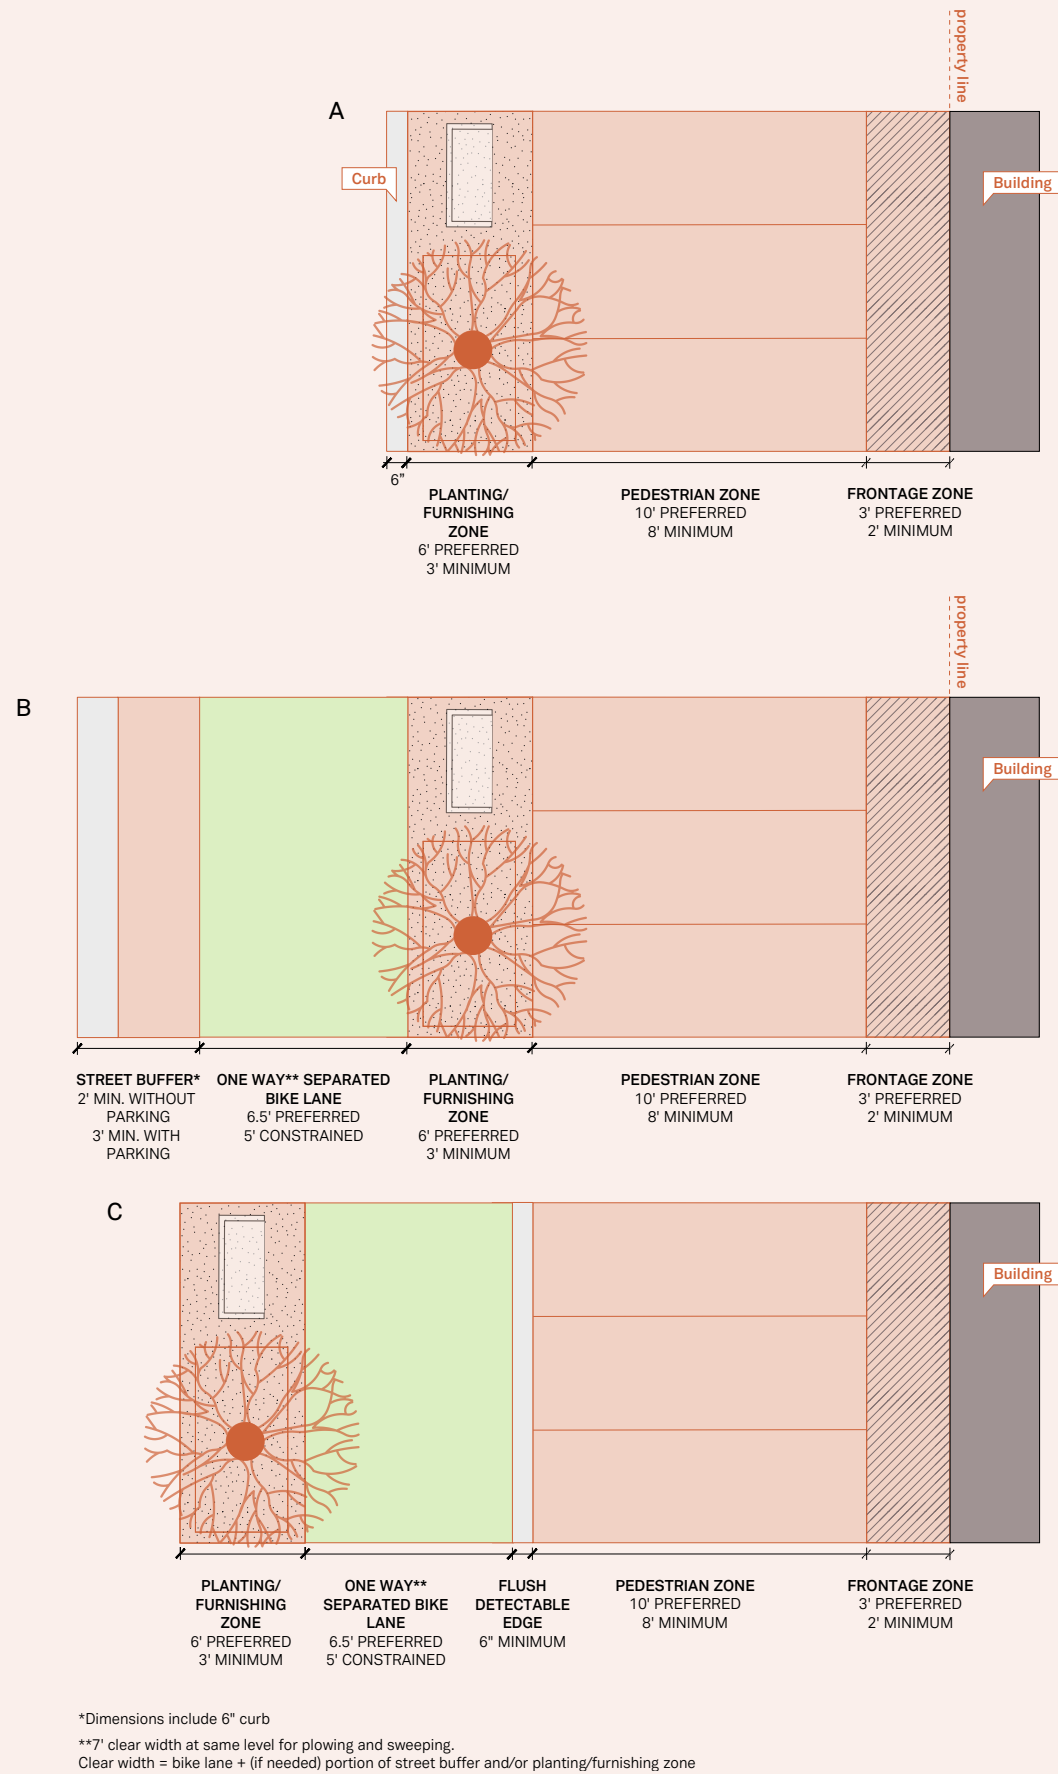 property line
A
Curb
Building
6"
PLANTING/
FURNISHING
ZONE
6' PREFERRED
3' MINIMUM
PEDESTRIAN ZONE
10' PREFERRED
8' MINIMUM
FRONTAGE ZONE
3' PREFERRED
2' MINIMUM
property line
B
Building
STREET BUFFER*
2' MIN. WITHOUT
PARKING
3' MIN. WITH
PARKING
ONE WAY** SEPARATED
BIKE LANE
6.5' PREFERRED
5' CONSTRAINED
PLANTING/
FURNISHING
ZONE
6' PREFERRED
3' MINIMUM
PEDESTRIAN ZONE
10' PREFERRED
8' MINIMUM
FRONTAGE ZONE
3' PREFERRED
2' MINIMUM
C
Building
PLANTING/
FURNISHING
ZONE
6' PREFERRED
3' MINIMUM
ONE WAY**
SEPARATED BIKE
LANE
6.5' PREFERRED
5' CONSTRAINED
FLUSH
DETECTABLE
EDGE
6" MINIMUM
PEDESTRIAN ZONE
10' PREFERRED
8' MINIMUM
FRONTAGE ZONE
3' PREFERRED
2' MINIMUM
*Dimensions include 6" curb
**7' clear width at same level for plowing and sweeping.
Clear width = bike lane + (if needed) portion of street buffer and/or planting/furnishing zone